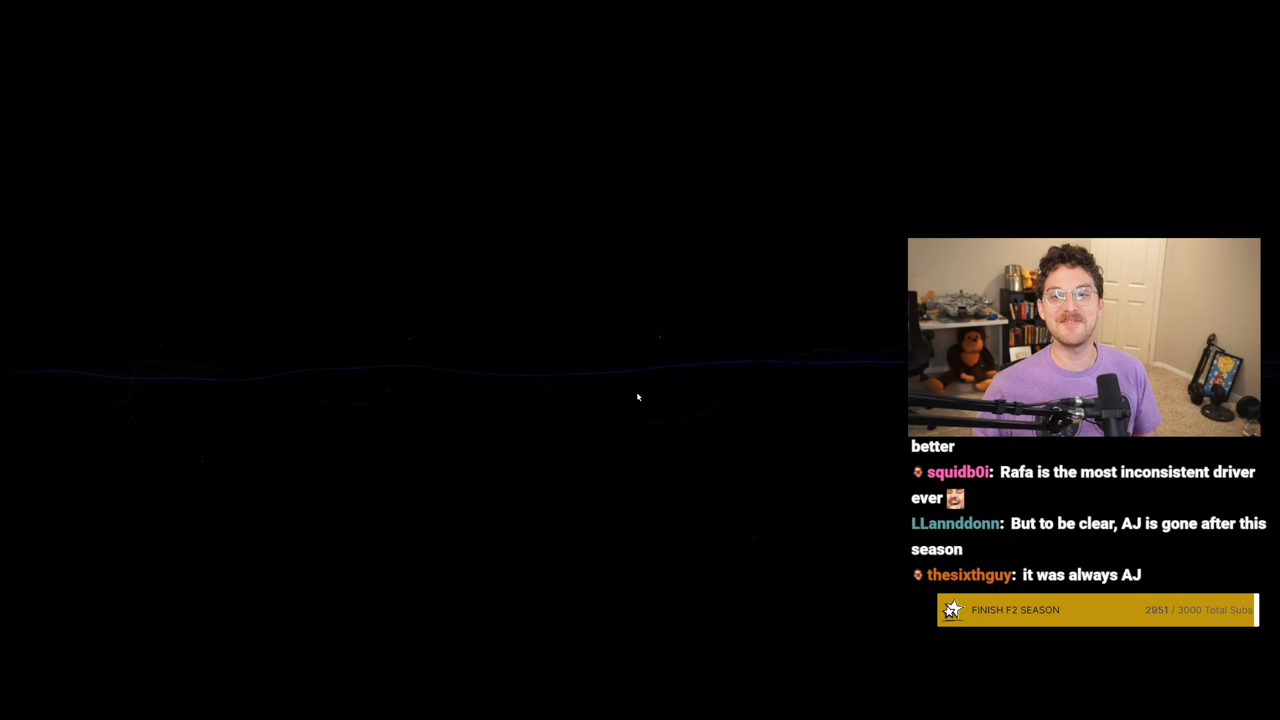 better
squidb0i: Rafa is the most inconsistent driver
ever
LLannddonn: But to be clear, AJ is gone after this
season
thesixthguy: it was always AJ
FINISH F2 SEASON 2951 / 3000 Total Subs